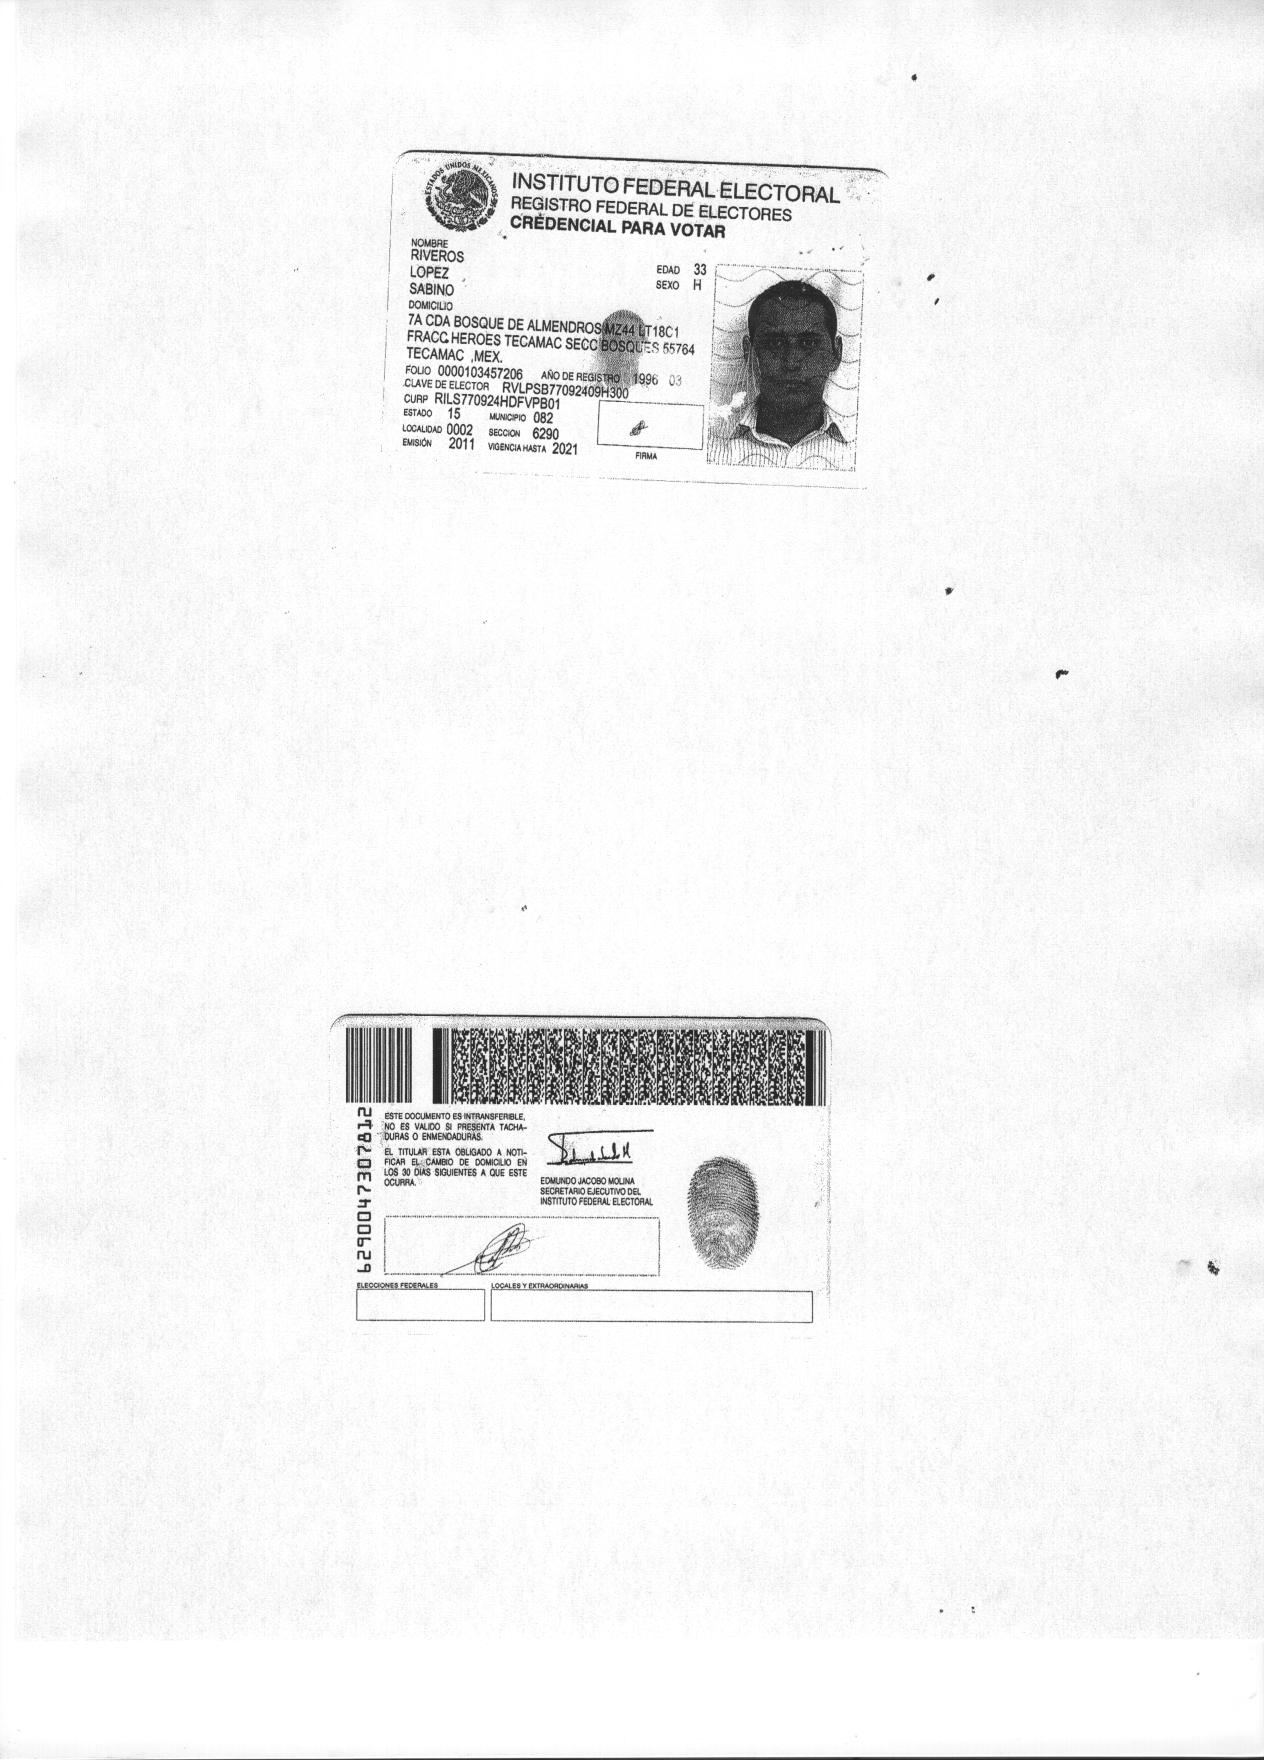 ESTADOS UNIDOS MEXICANOS
INSTITUTO FEDERAL ELECTORAL
REGISTRO FEDERAL DE ELECTORES
CREDENCIAL PARA VOTAR
NOMBRE
RIVEROS
LOPEZ
SABINO
EDAD 33
SEXO H
DOMICILIO
7A CDA BOSQUE DE ALMENDROS MZ44 LT18C1
FRACC HEROES TECAMAC SECC BOSQUES 55764
TECAMAC ,MEX.
FOLIO 0000103457206 AÑO DE REGISTRO 1996 03
CLAVE DE ELECTOR RVLPSB77092409H300
CURP RILS770924HDFVPB01
ESTADO 15 MUNICIPIO 082
LOCALIDAD 0002 SECCION 6290
EMISIÓN 2011 VIGENCIA HASTA 2021
FIRMA
6290047307812
ESTE DOCUMENTO ES INTRANSFERIBLE,
NO ES VALIDO SI PRESENTA TACHA-
DURAS O ENMENDADURAS.
EL TITULAR ESTA OBLIGADO A NOTI-
FICAR EL CAMBIO DE DOMICILIO EN
LOS 30 DIAS SIGUIENTES A QUE ESTE
OCURRA.
EDMUNDO JACOBO MOLINA
SECRETARIO EJECUTIVO DEL
INSTITUTO FEDERAL ELECTORAL
ELECCIONES FEDERALES
LOCALES Y EXTRAORDINARIAS